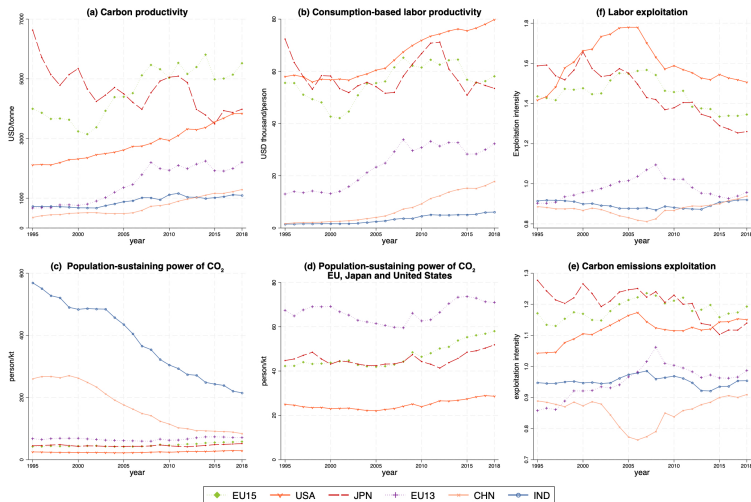 (a) Carbon productivity
USD/tonne
7000
5000
3000
1000
0
1995 2000 2005 2010 2015 2018
year
(b) Consumption-based labor productivity
USD thousand/person
80
60
40
20
0
1995 2000 2005 2010 2015 2018
year
(f) Labor exploitation
Exploitation intensity
1.8
1.6
1.4
1.2
1.0
0.8
1995 2000 2005 2010 2015 2018
year
(c) Population-sustaining power of CO₂
person/kt
600
400
200
0
1995 2000 2005 2010 2015 2018
year
(d) Population-sustaining power of CO₂
EU, Japan and United States
person/kt
80
60
40
20
0
1995 2000 2005 2010 2015 2018
year
(e) Carbon emissions exploitation
exploitation intensity
1.3
1.2
1.1
1.0
0.9
0.8
0.7
1995 2000 2005 2010 2015 2018
year
EU15 USA JPN EU13 CHN IND